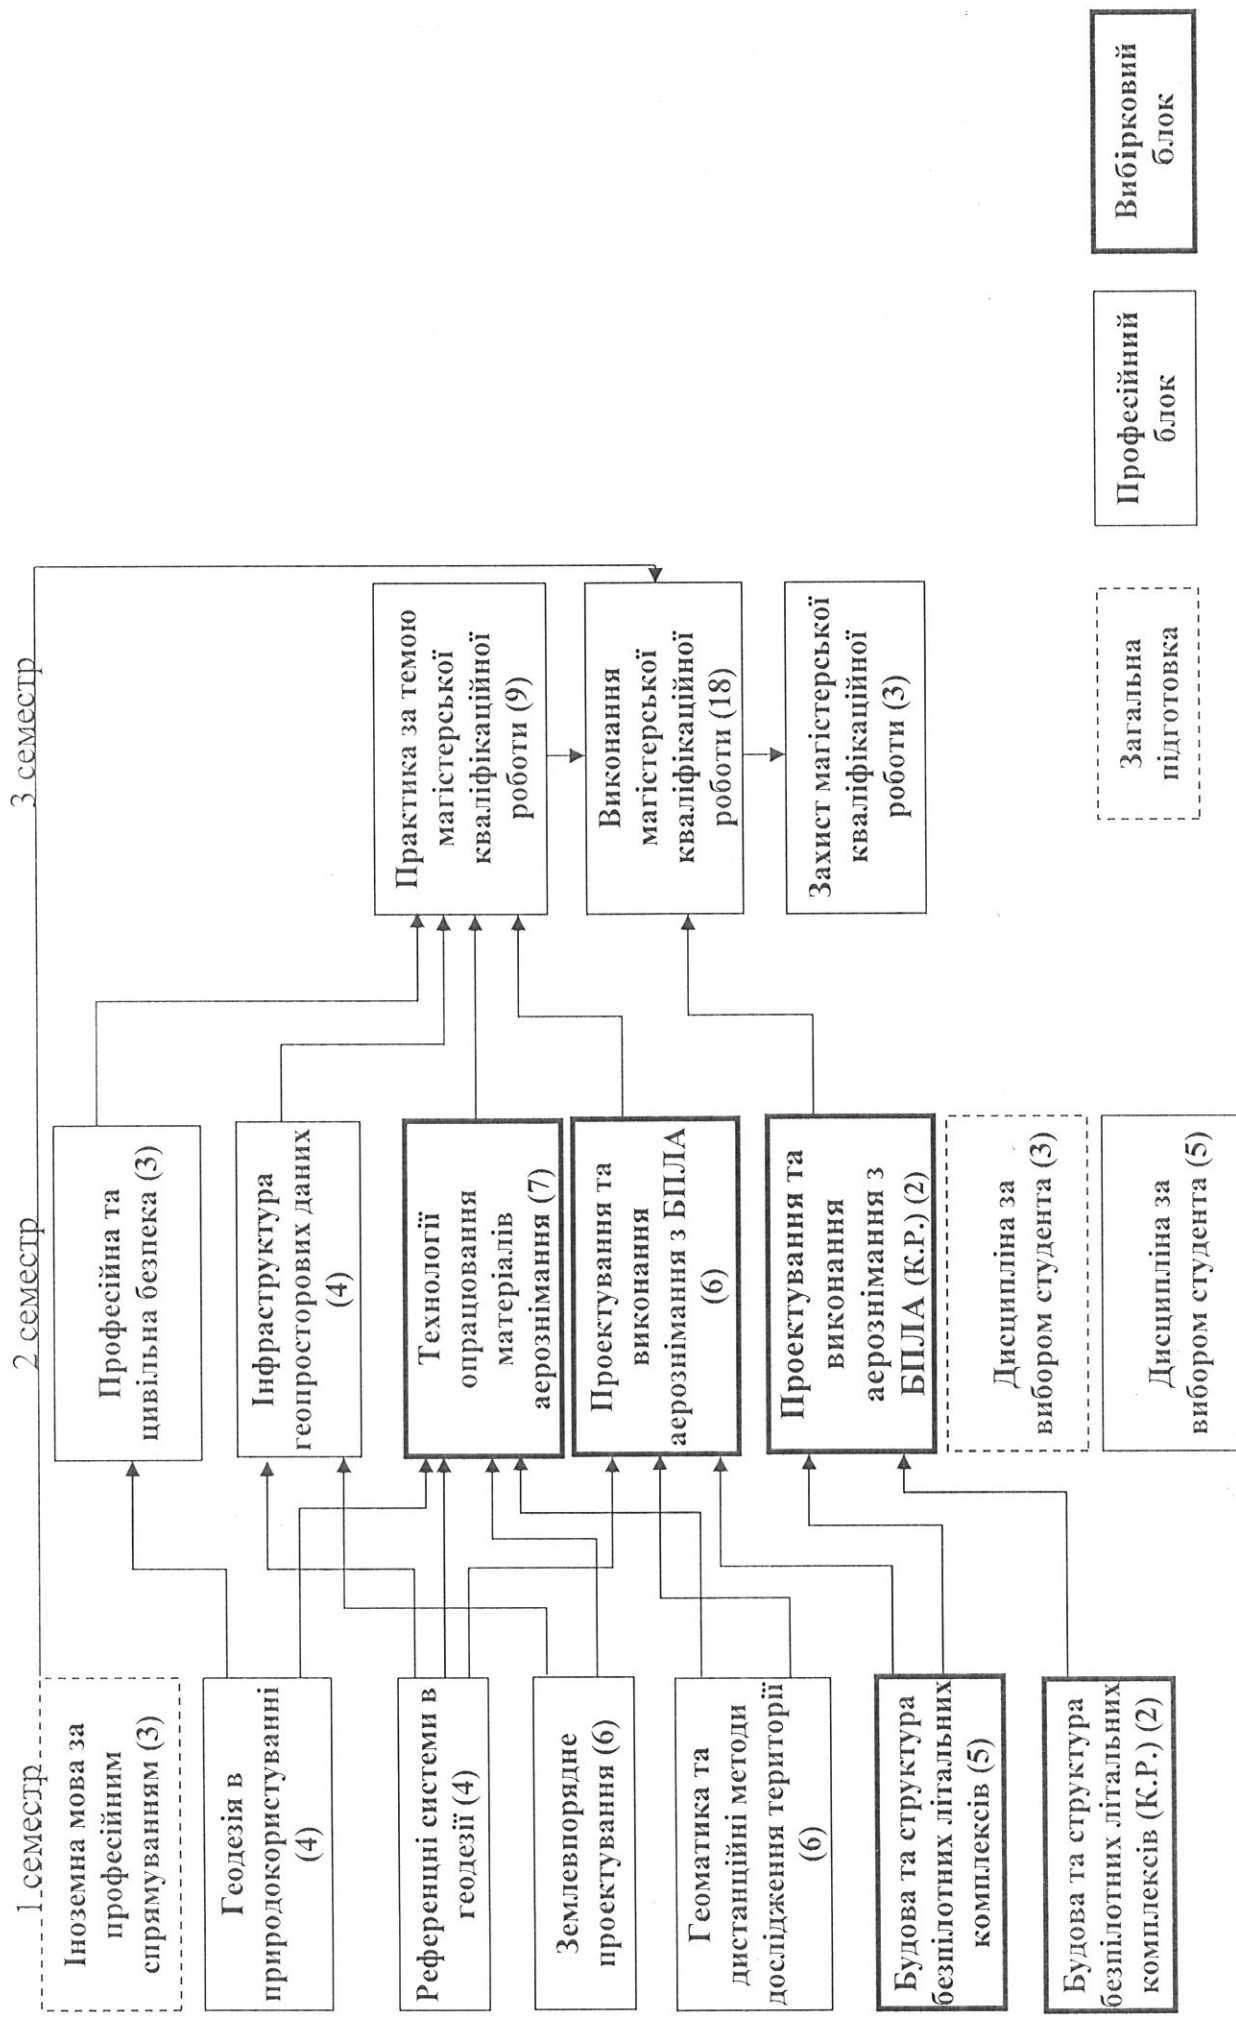 1 семестр
2 семестр
3 семестр
Іноземна мова за
професійним
спрямуванням (3)
Геодезія в
природокористуванні
(4)
Референцні системи в
геодезії (4)
Землевпорядне
проектування (6)
Геоматика та
дистанційні методи
дослідження території
(6)
Будова та структура
безпілотних літальних
комплексів (5)
Будова та структура
безпілотних літальних
комплексів (К.Р.) (2)
Професійна та
цивільна безпека (3)
Інфраструктура
геопросторових даних
(4)
Технології
опрацювання
матеріалів
аерознімання (7)
Проектування та
виконання
аерознімання з БПЛА
(6)
Проектування та
виконання
аерознімання з
БПЛА (К.Р.) (2)
Дисципліна за
вибором студента (3)
Дисципліна за
вибором студента (5)
Практика за темою
магістерської
кваліфікаційної
роботи (9)
Виконання
магістерської
кваліфікаційної
роботи (18)
Захист магістерської
кваліфікаційної
роботи (3)
Загальна
підготовка
Професійний
блок
Вибірковий
блок